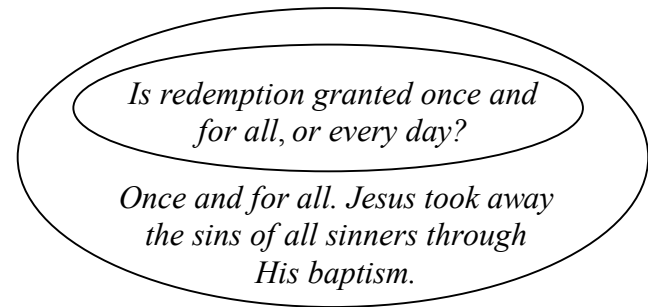 Is redemption granted once and
for all, or every day?
Once and for all. Jesus took away
the sins of all sinners through
His baptism.